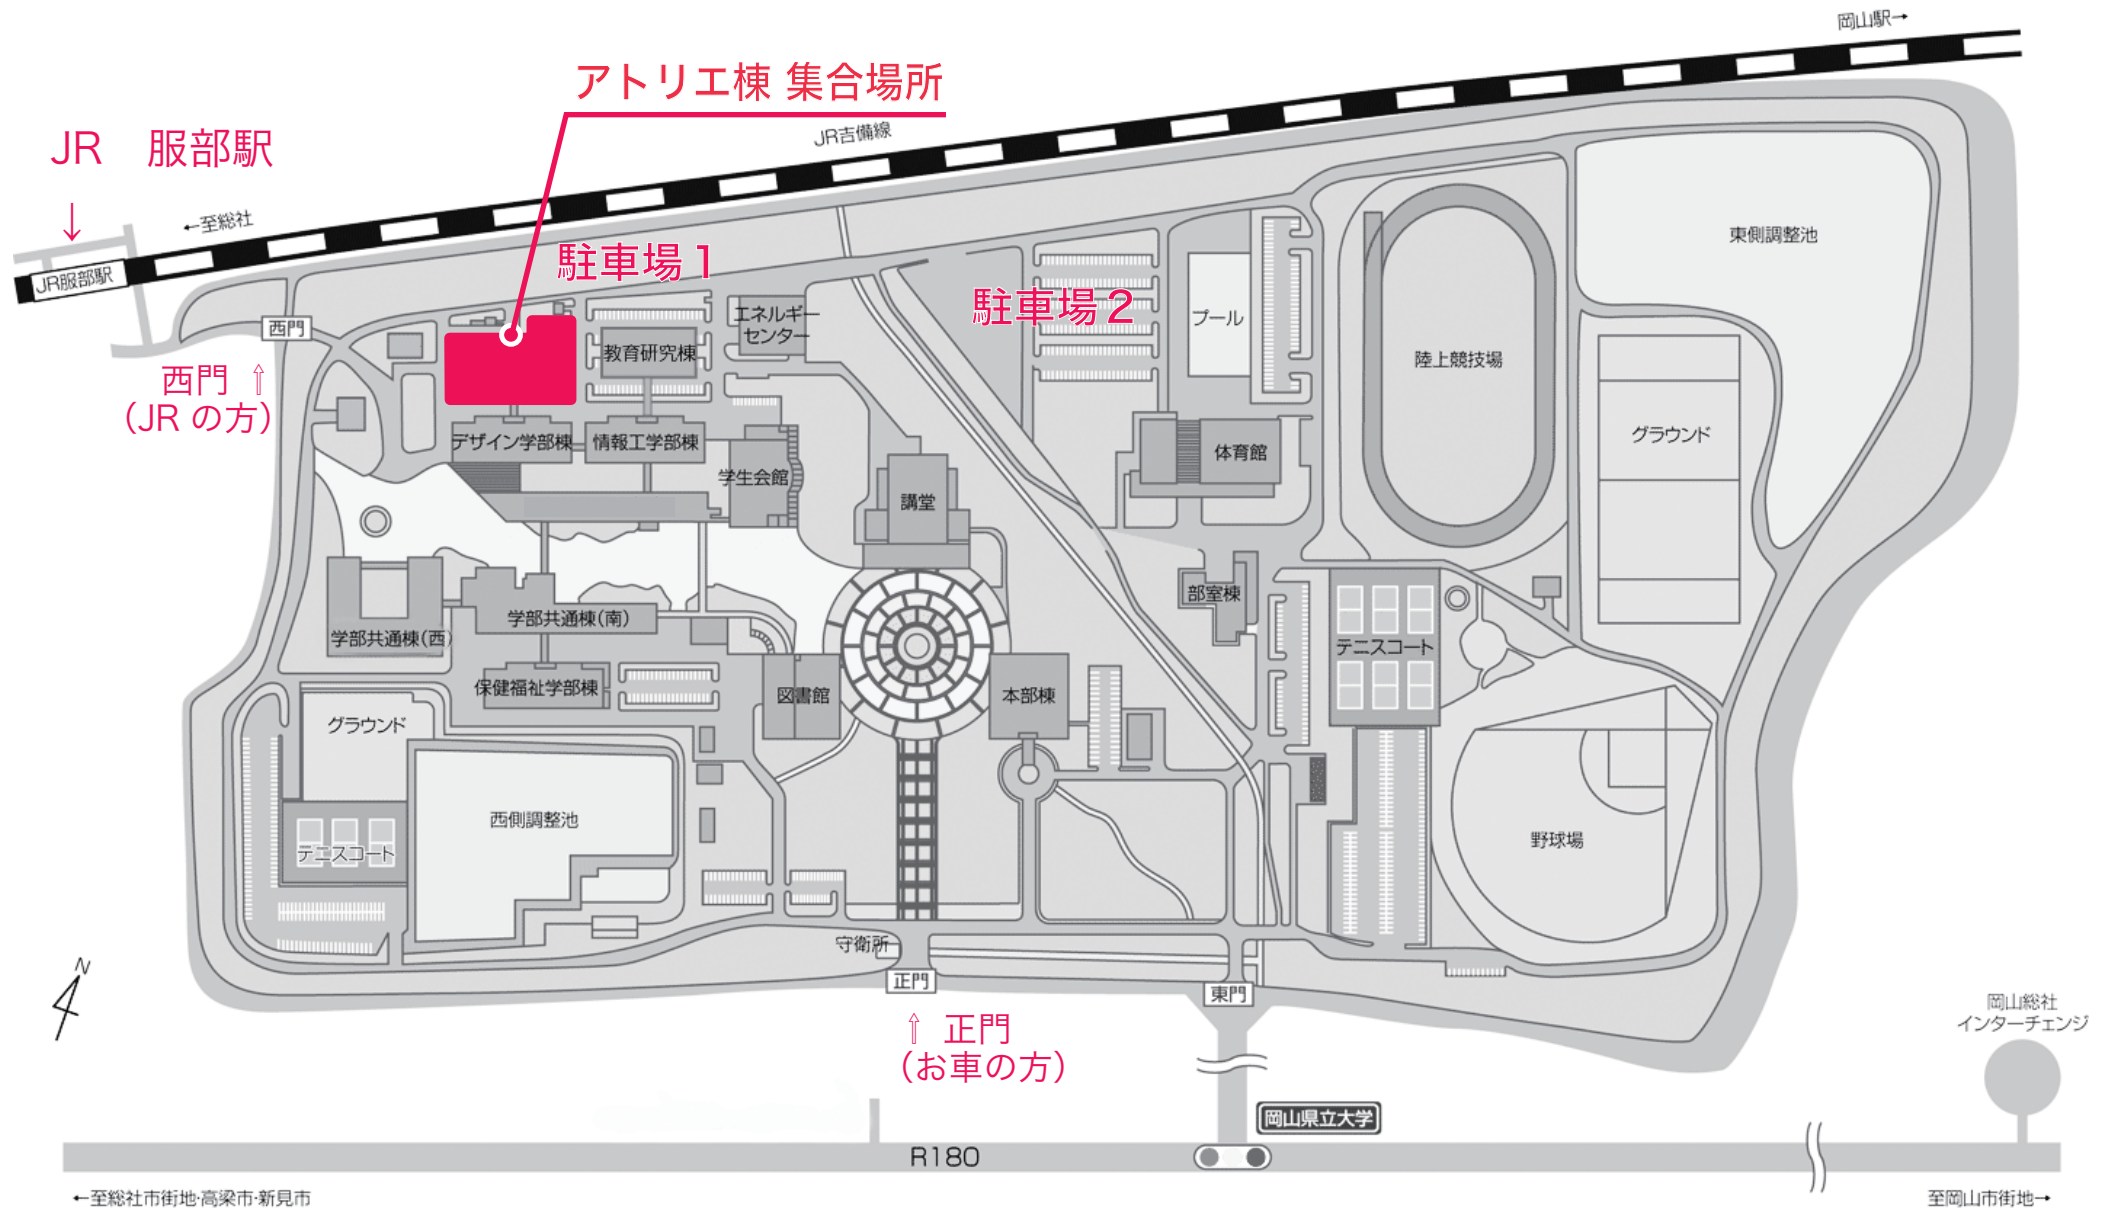 岡山駅→
アトリエ棟 集合場所
JR吉備線
JR 服部駅
↓
←至総社
JR服部駅
駐車場1
駐車場2
東側調整池
西門
エネルギー
センター
プール
教育研究棟
陸上競技場
西門 ⇧
(JR の方)
グラウンド
デザイン学部棟
情報工学部棟
体育館
学生会館
講堂
部室棟
学部共通棟(南)
学部共通棟(西)
テニスコート
保健福祉学部棟
図書館
本部棟
グラウンド
西側調整池
野球場
テニスコート
守衛所
N
正門
東門
⇧ 正門
(お車の方)
岡山総社
インターチェンジ
岡山県立大学
R180
←至総社市街地・高梁市・新見市
至岡山市街地→